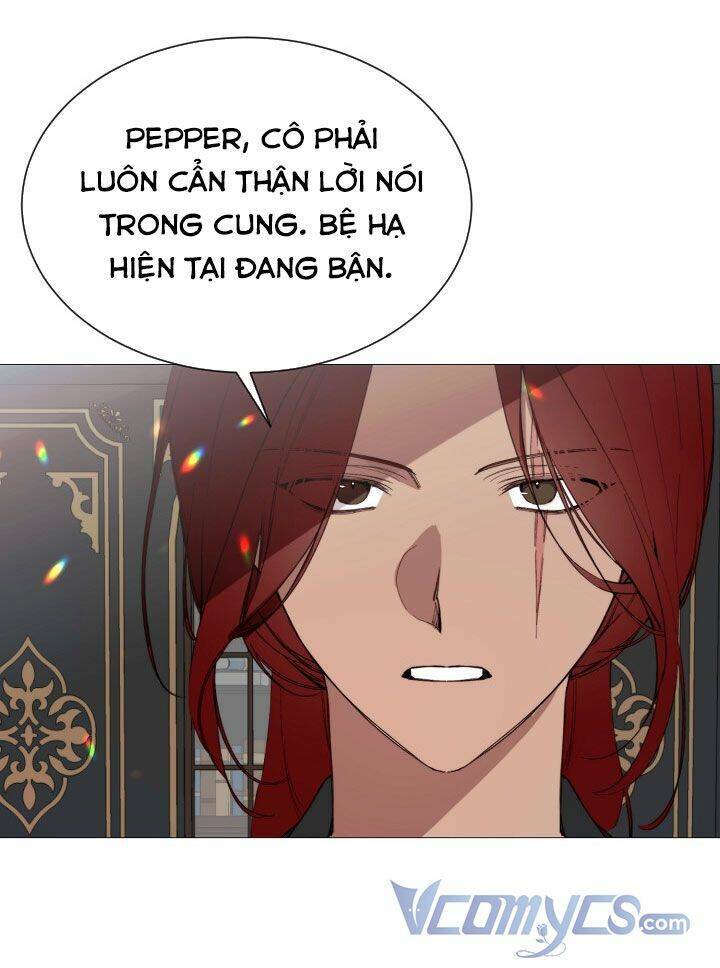 PEPPER, CÔ PHẢI
LUÔN CẨN THẬN LỜI NÓI
TRONG CUNG. BỆ HẠ
HIỆN TẠI ĐANG BẬN.
VCOMYCS.com